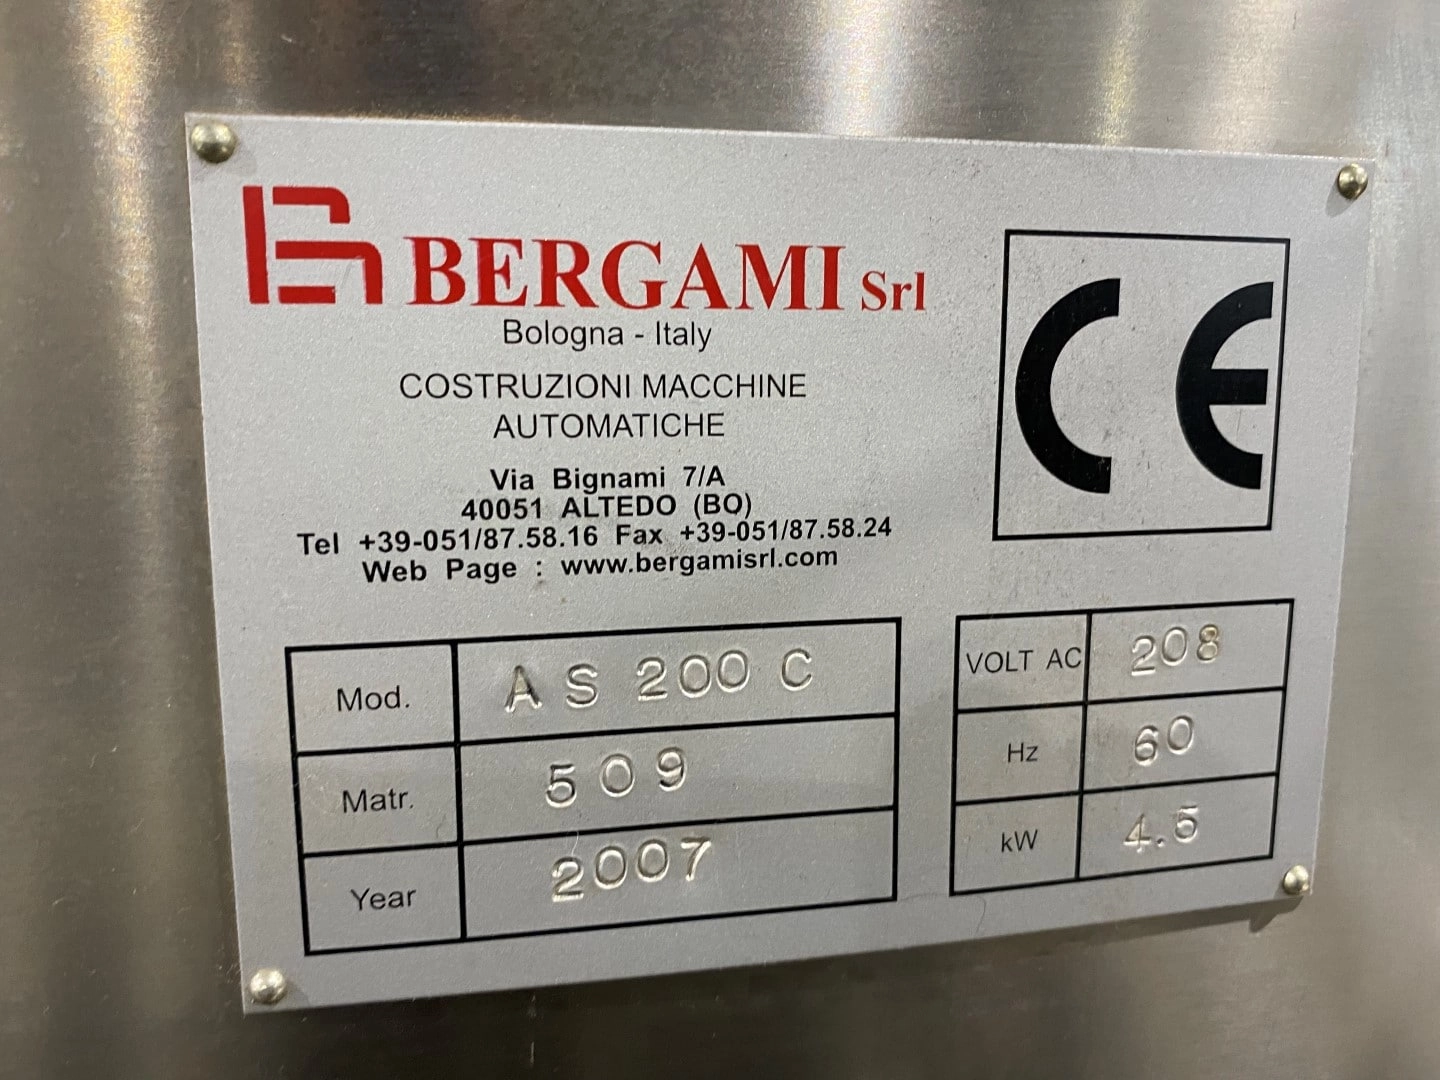 BERGAMI Srl
Bologna - Italy
COSTRUZIONI MACCHINE
AUTOMATICHE
Via Bignami 7/A
40051 ALTEDO (BO)
Tel +39-051/87.58.16 Fax +39-051/87.58.24
Web Page : www.bergamisrl.com
CE
Mod. AS 200 C
Matr. 509
Year 2007
VOLT AC 208
Hz 60
kW 4.5